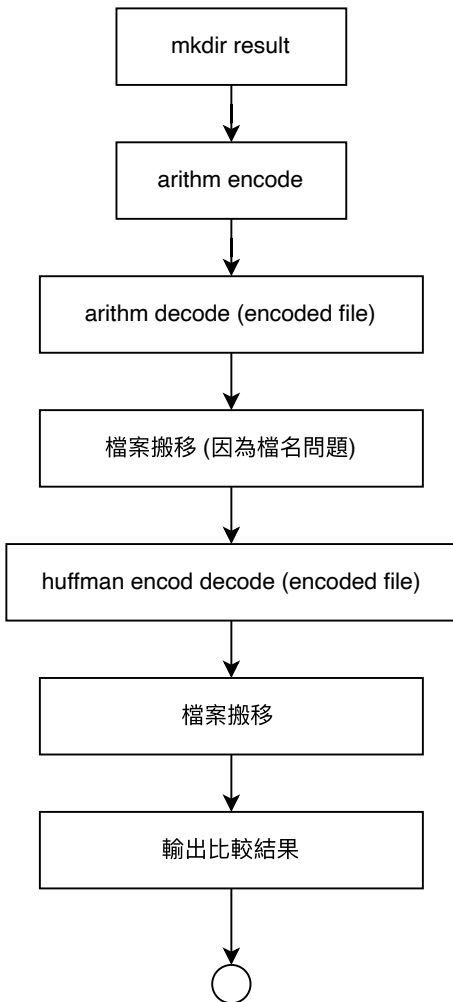 mkdir result
arithm encode
arithm decode (encoded file)
檔案搬移 (因為檔名問題)
huffman encod decode (encoded file)
檔案搬移
輸出比較結果